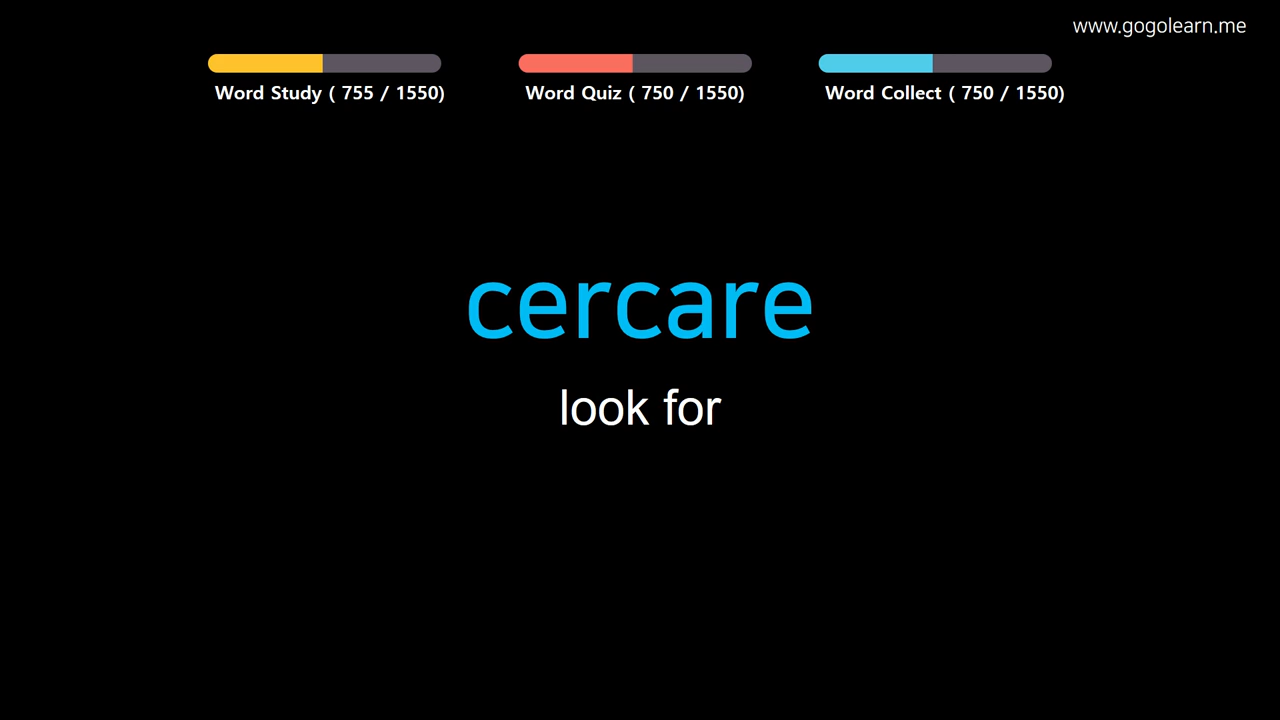 www.gogolearn.me
Word Study ( 755 / 1550)
Word Quiz ( 750 / 1550)
Word Collect ( 750 / 1550)
cercare
look for